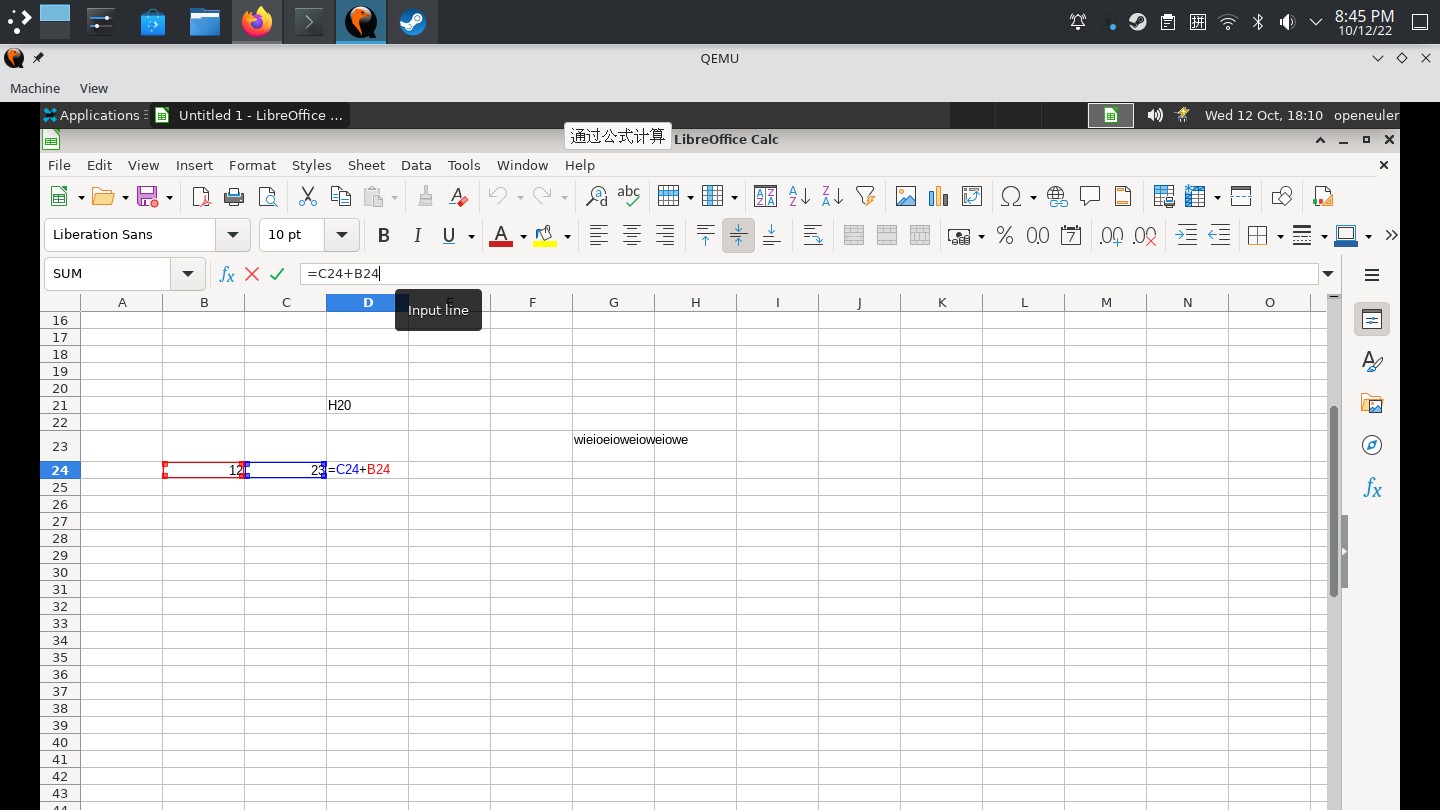 8:45 PM
10/12/22
QEMU
Machine View
Applications Untitled 1 - LibreOffice ... Wed 12 Oct, 18:10 openeuler
通过公式计算 LibreOffice Calc
File Edit View Insert Format Styles Sheet Data Tools Window Help
Liberation Sans 10 pt
SUM =C24+B24
Input line
A B C D E F G H I J K L M N O
16
17
18
19
20
21 H20
22
23 wieioeioweioweiowe
24 12 23 =C24+B24
25
26
27
28
29
30
31
32
33
34
35
36
37
38
39
40
41
42
43
44